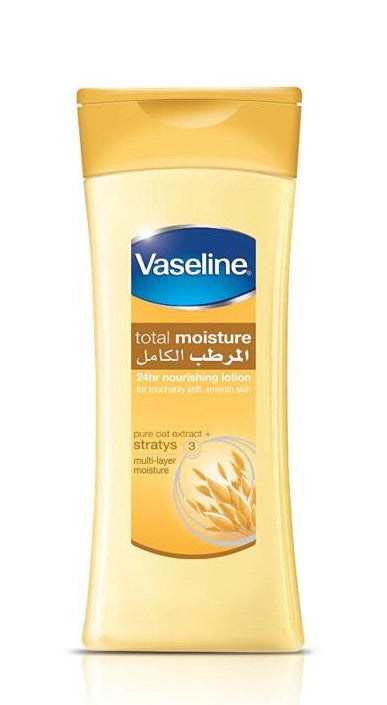 Vaseline®
total moisture
المرطب الكامل
24hr nourishing lotion
for touchably soft, smooth skin
pure oat extract +
stratys 3
multi-layer
moisture